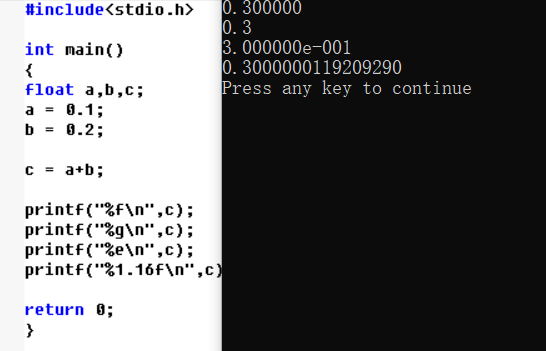 #include<stdio.h>
int main()
{
float a,b,c;
a = 0.1;
b = 0.2;
c = a+b;
printf("%f\n",c);
printf("%g\n",c);
printf("%e\n",c);
printf("%1.16f\n",c)
return 0;
}
0.300000
0.3
3.000000e-001
0.3000000119209290
Press any key to continue